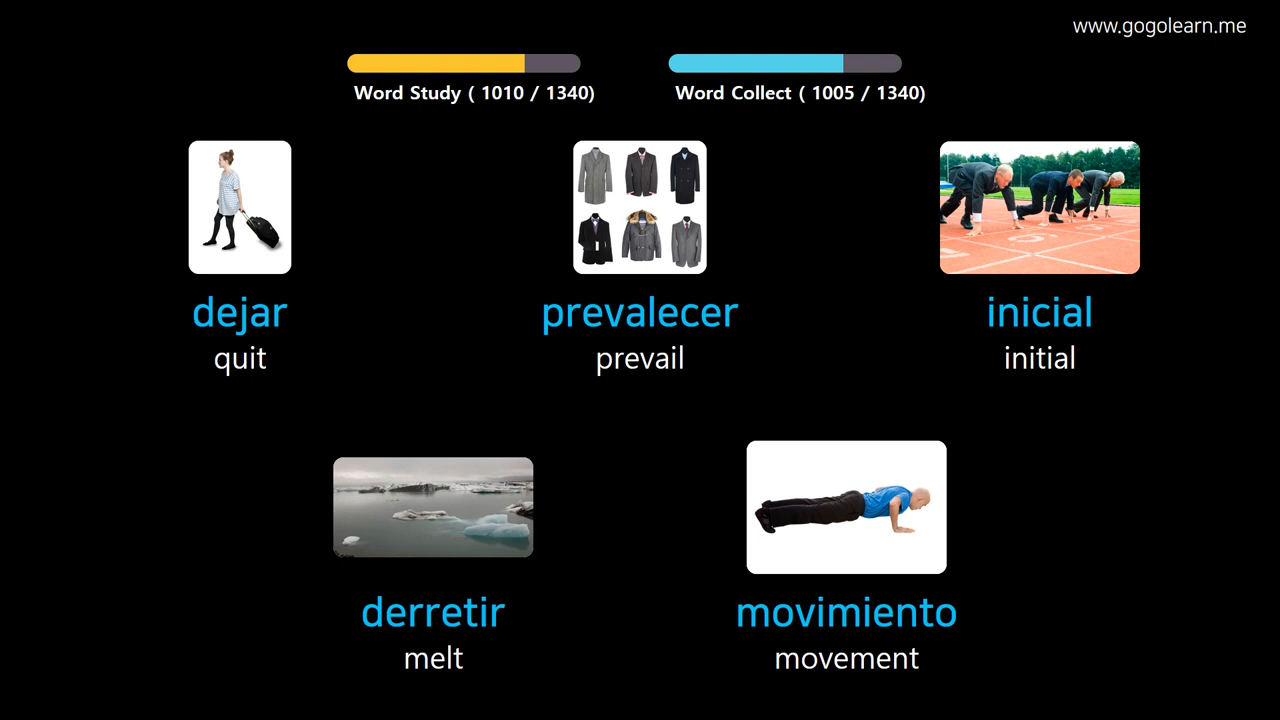 www.gogolearn.me
Word Study ( 1010 / 1340)
Word Collect ( 1005 / 1340)
dejar
quit
prevalecer
prevail
inicial
initial
derretir
melt
movimiento
movement